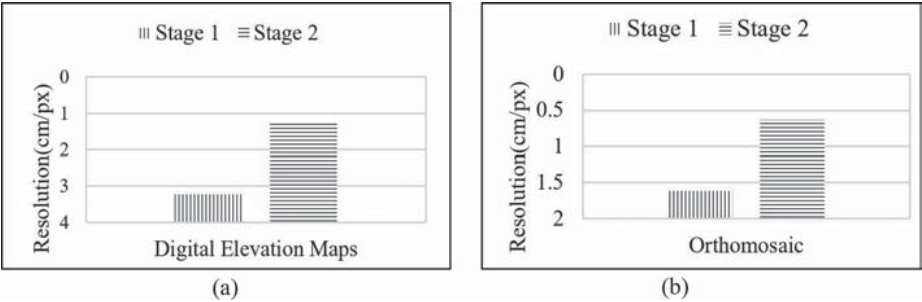 Stage 1 Stage 2
Resolution(cm/px)
0
1
2
3
4
Digital Elevation Maps
(a)
Stage 1 Stage 2
Resolution(cm/px)
0
0.5
1
1.5
2
Orthomosaic
(b)